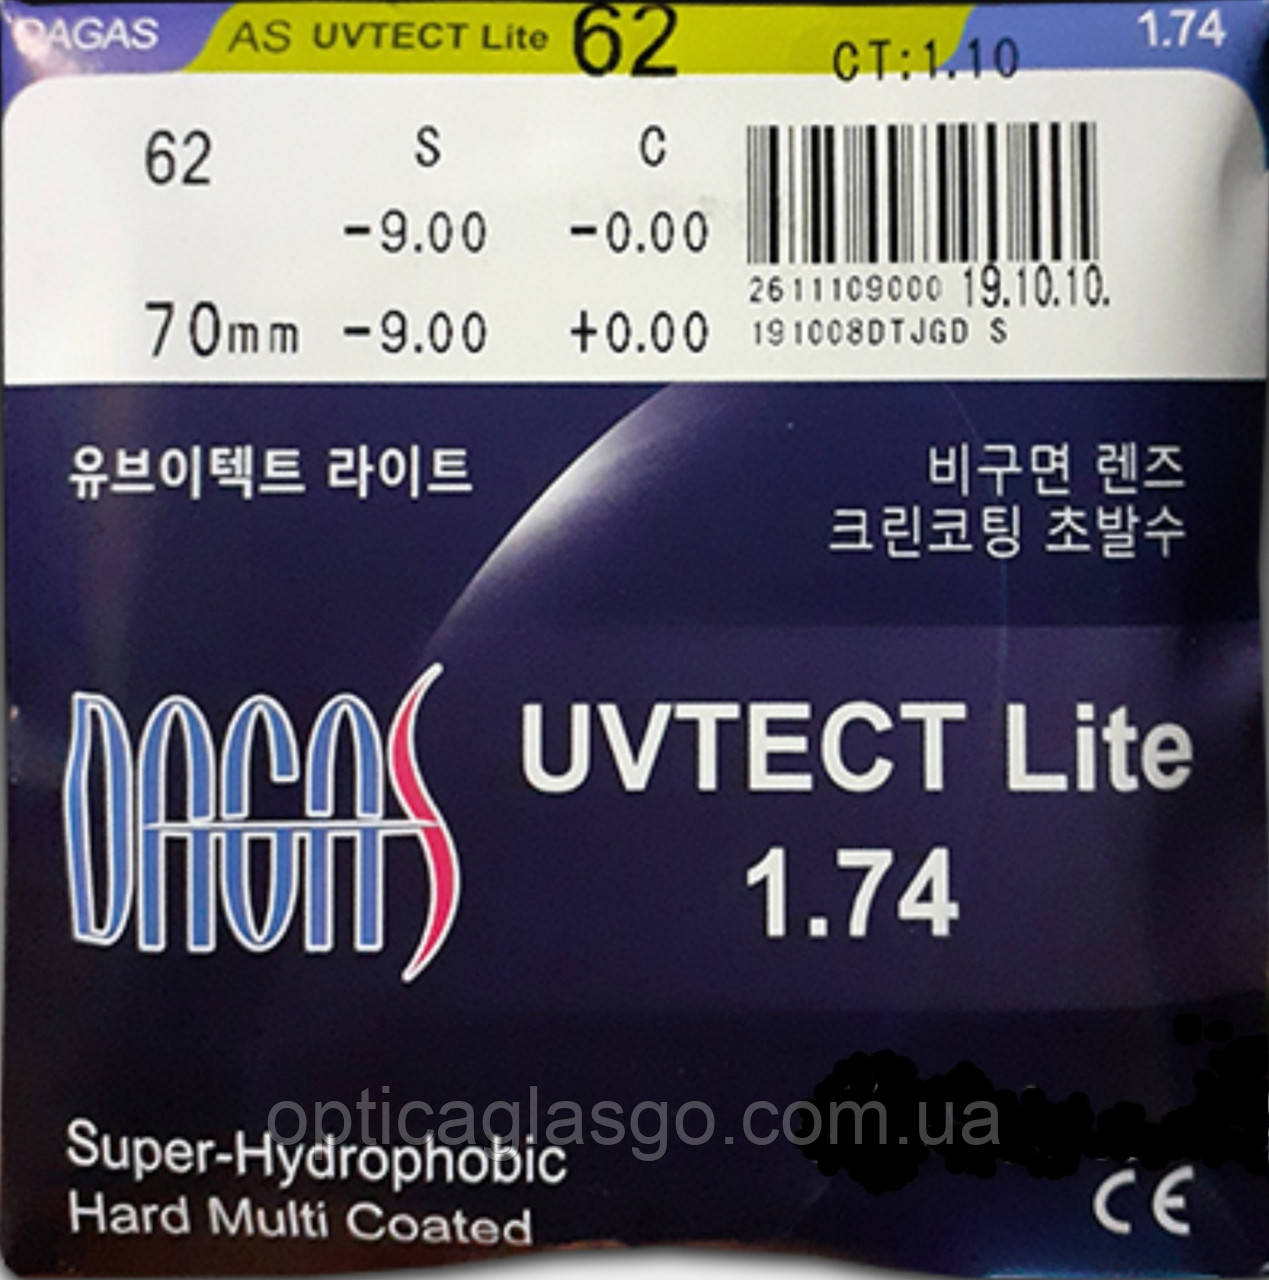 DAGAS AS UVTECT Lite 62 CT:1.10 1.74
62 S C
-9.00 -0.00
2611109000 19.10.10.
70mm -9.00 +0.00
191008DTJGD S
유브이텍트 라이트
비구면 렌즈
크린코팅 초발수
DAGAS
UVTECT Lite
1.74
opticaglasgo.com.ua
Super-Hydrophobic
Hard Multi Coated
CE